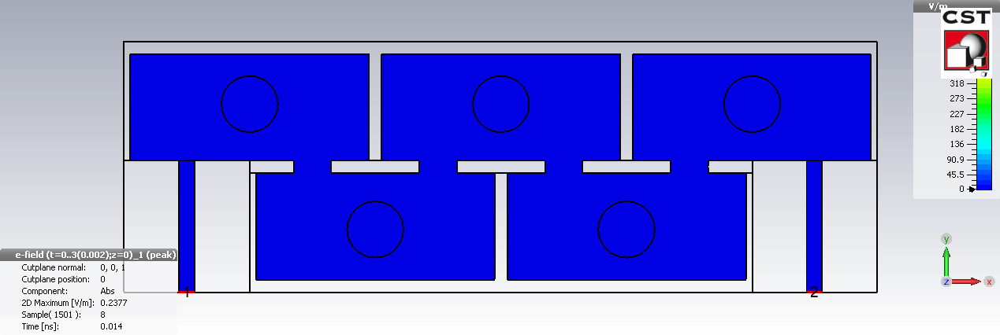 V/m
CST
318
273
227
182
136
90.9
45.5
0
1
2
y
z
x
e-field (t=0..3(0.002);z=0)_1 (peak)
Cutplane normal: 0, 0, 1
Cutplane position: 0
Component: Abs
2D Maximum [V/m]: 0.2377
Sample( 1501 ): 8
Time [ns]: 0.014